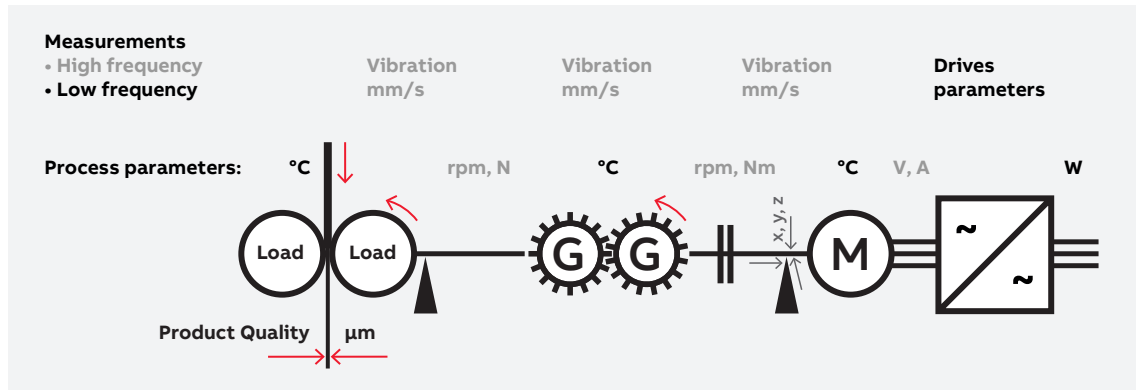 Measurements
• High frequency
• Low frequency
Vibration
mm/s
Vibration
mm/s
Vibration
mm/s
Drives
parameters
Process parameters: °C rpm, N °C rpm, Nm °C V, A W
x, y, z
Load Load G G M ~
~
Product Quality µm